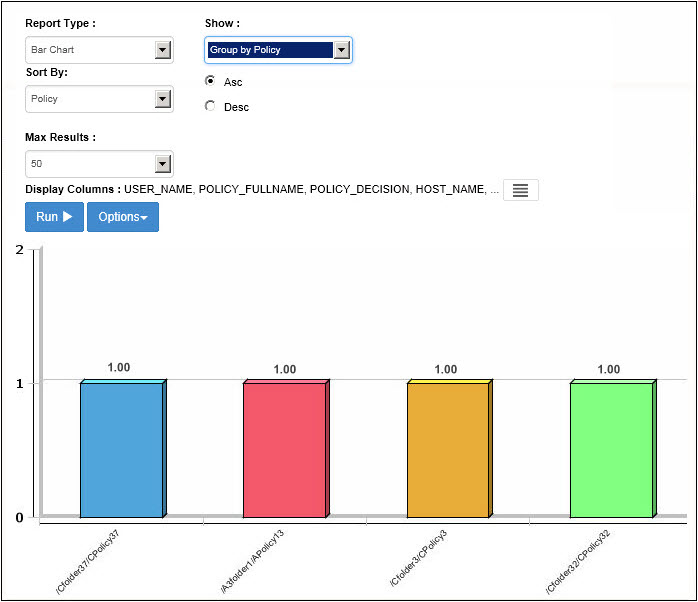 Report Type : Show :
Bar Chart Group by Policy
Sort By: Asc
Policy Desc
Max Results :
50
Display Columns : USER_NAME, POLICY_FULLNAME, POLICY_DECISION, HOST_NAME, ...
Run Options
2
1.00 1.00 1.00 1.00
1
0
/Cfolder37/CPolicy37 /A3folder1/APolicy13 /Cfolder3/CPolicy3 /Cfolder32/CPolicy32